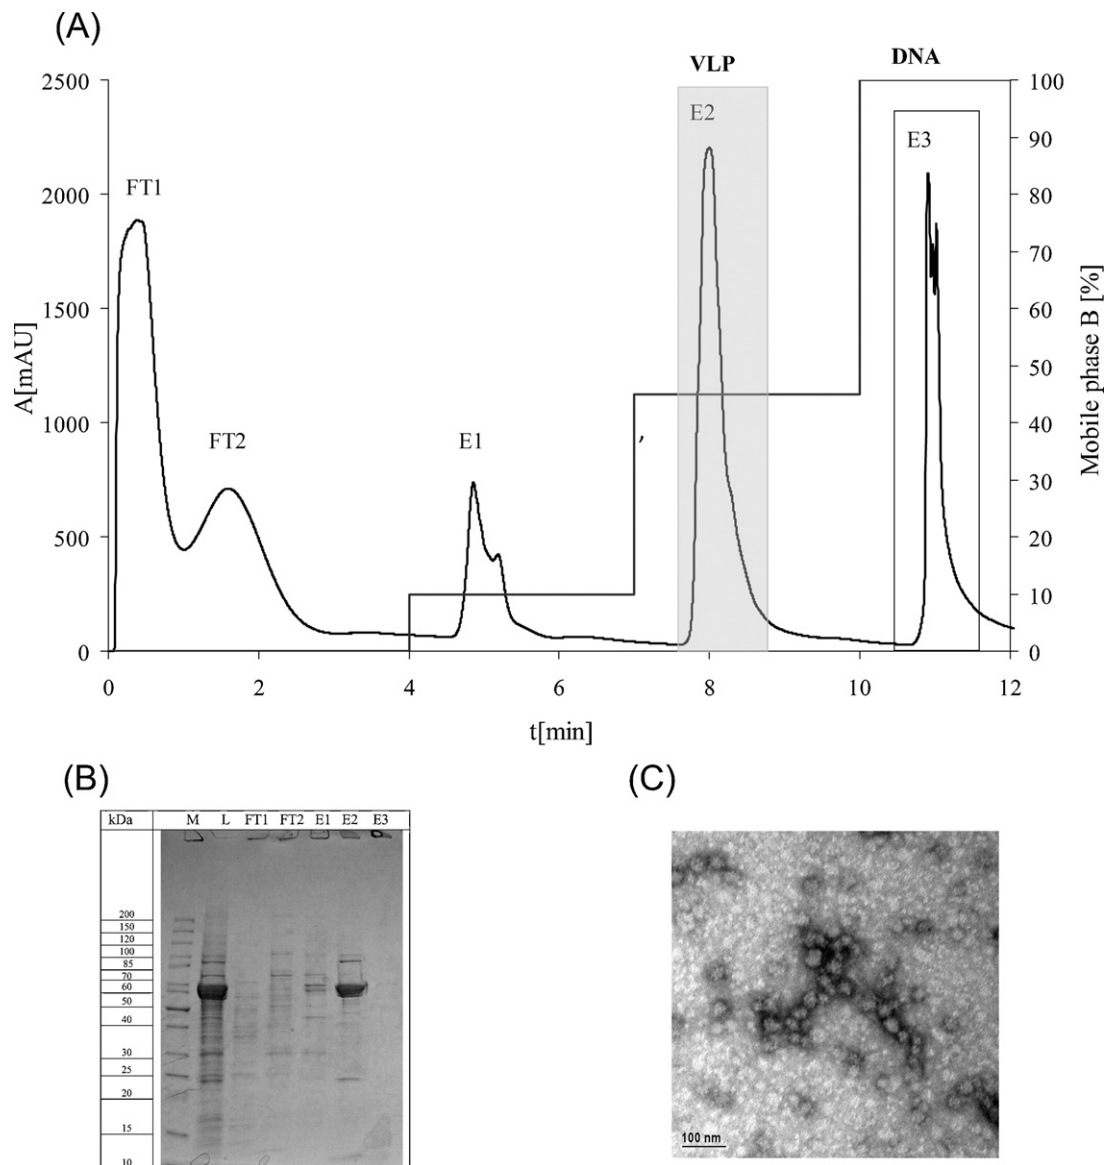 (A)
VLP
DNA
2500
100
E2
90
E3
FT1
80
2000
70
1500
60
A[mAU]
Mobile phase B [%]
50
1000
40
FT2
E1
,
30
500
20
10
0
0
0
2
4
6
8
10
12
t[min]
(B)
(C)
kDa
M
L
FT1
FT2
E1
E2
E3
200
150
120
100
85
70
60
50
40
30
25
20
15
10
100 nm